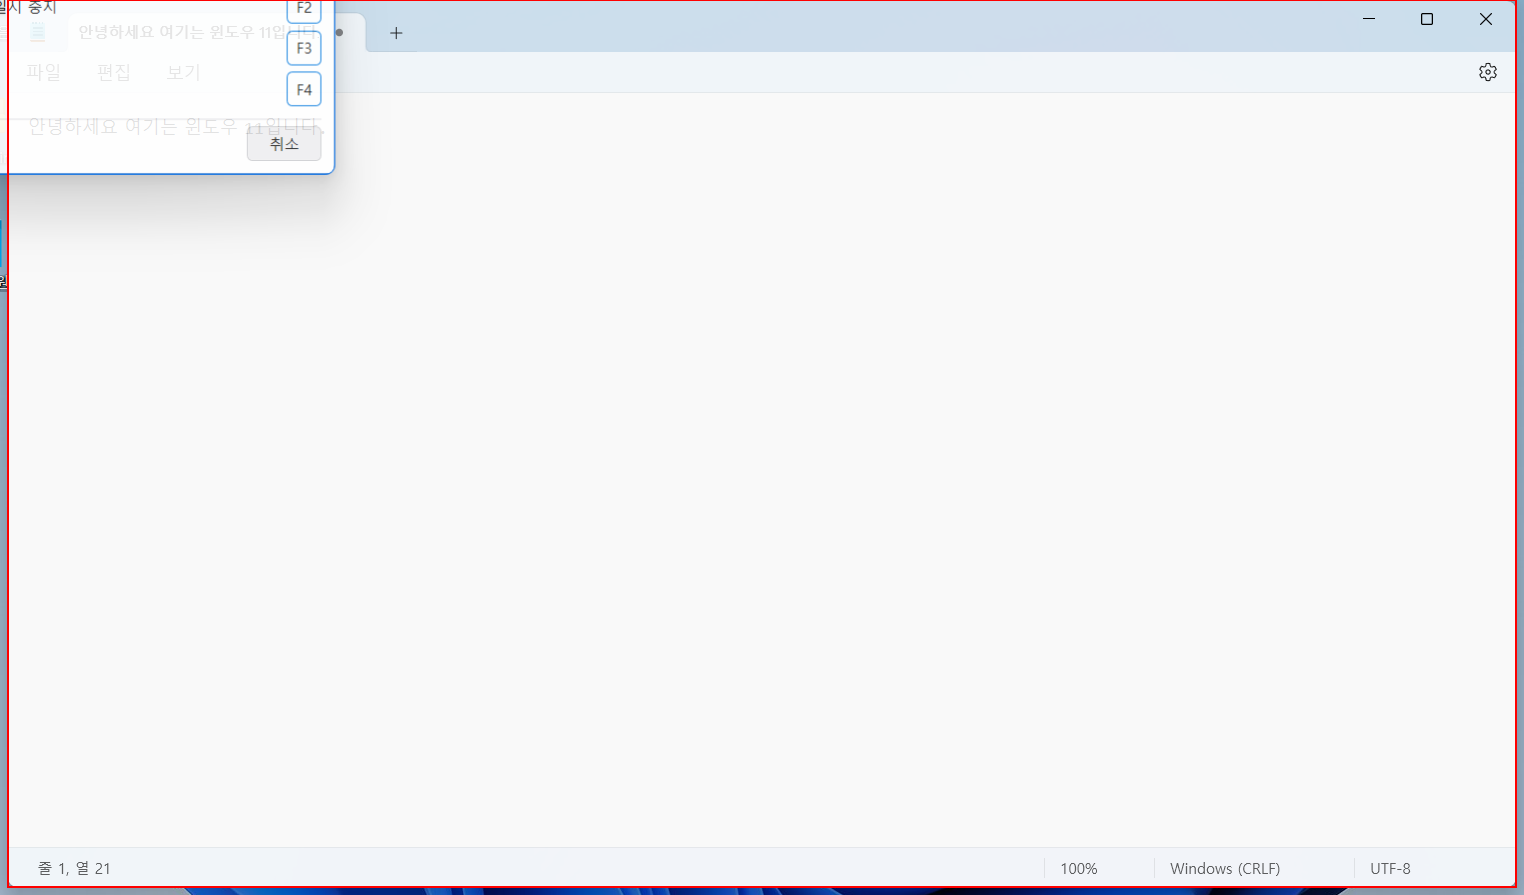 일시 중지
F2
안녕하세요 여기는 윈도우 11입니다.
F3
파일 편집 보기
F4
안녕하세요 여기는 윈도우 11입니다.
취소
줄 1, 열 21
100%
Windows (CRLF)
UTF-8